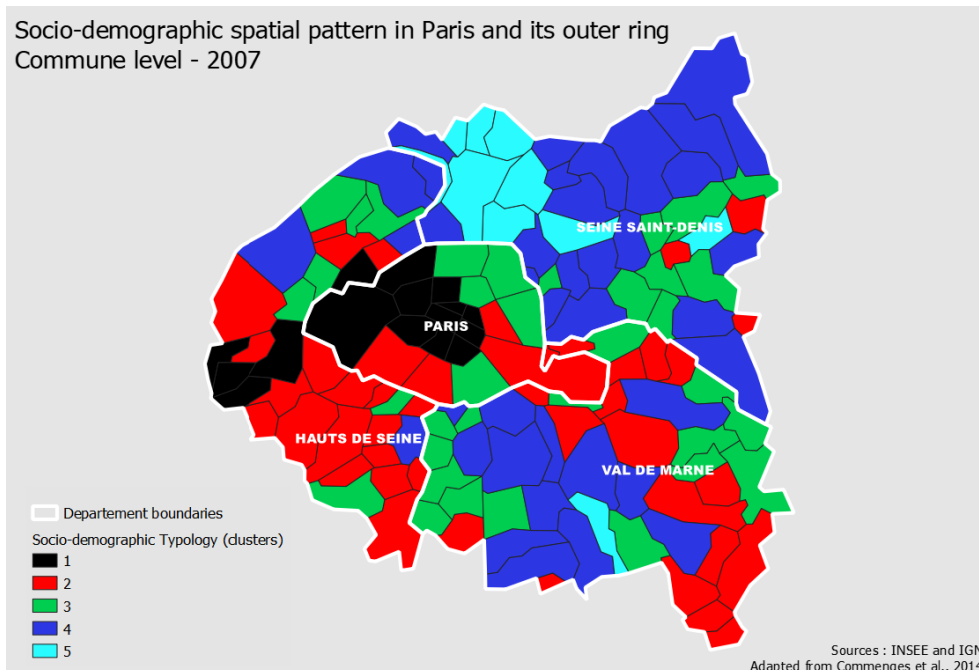 Socio-demographic spatial pattern in Paris and its outer ring
Commune level - 2007
SEINE SAINT-DENIS
PARIS
HAUTS DE SEINE
VAL DE MARNE
Departement boundaries
Socio-demographic Typology (clusters)
1
2
3
4
5
Sources : INSEE and IGN
Adapted from Commenges et al., 2014